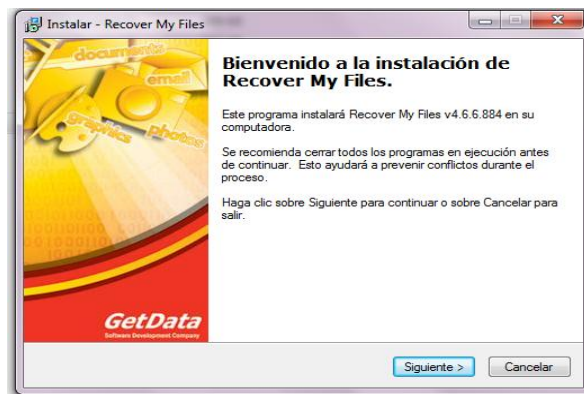 Instalar - Recover My Files
documents
email
graphics
photos
Bienvenido a la instalación de
Recover My Files.
Este programa instalará Recover My Files v4.6.6.884 en su
computadora.
Se recomienda cerrar todos los programas en ejecución antes
de continuar. Esto ayudará a prevenir conflictos durante el
proceso.
Haga clic sobre Siguiente para continuar o sobre Cancelar para
salir.
GetData
Software Development Company
Siguiente >
Cancelar